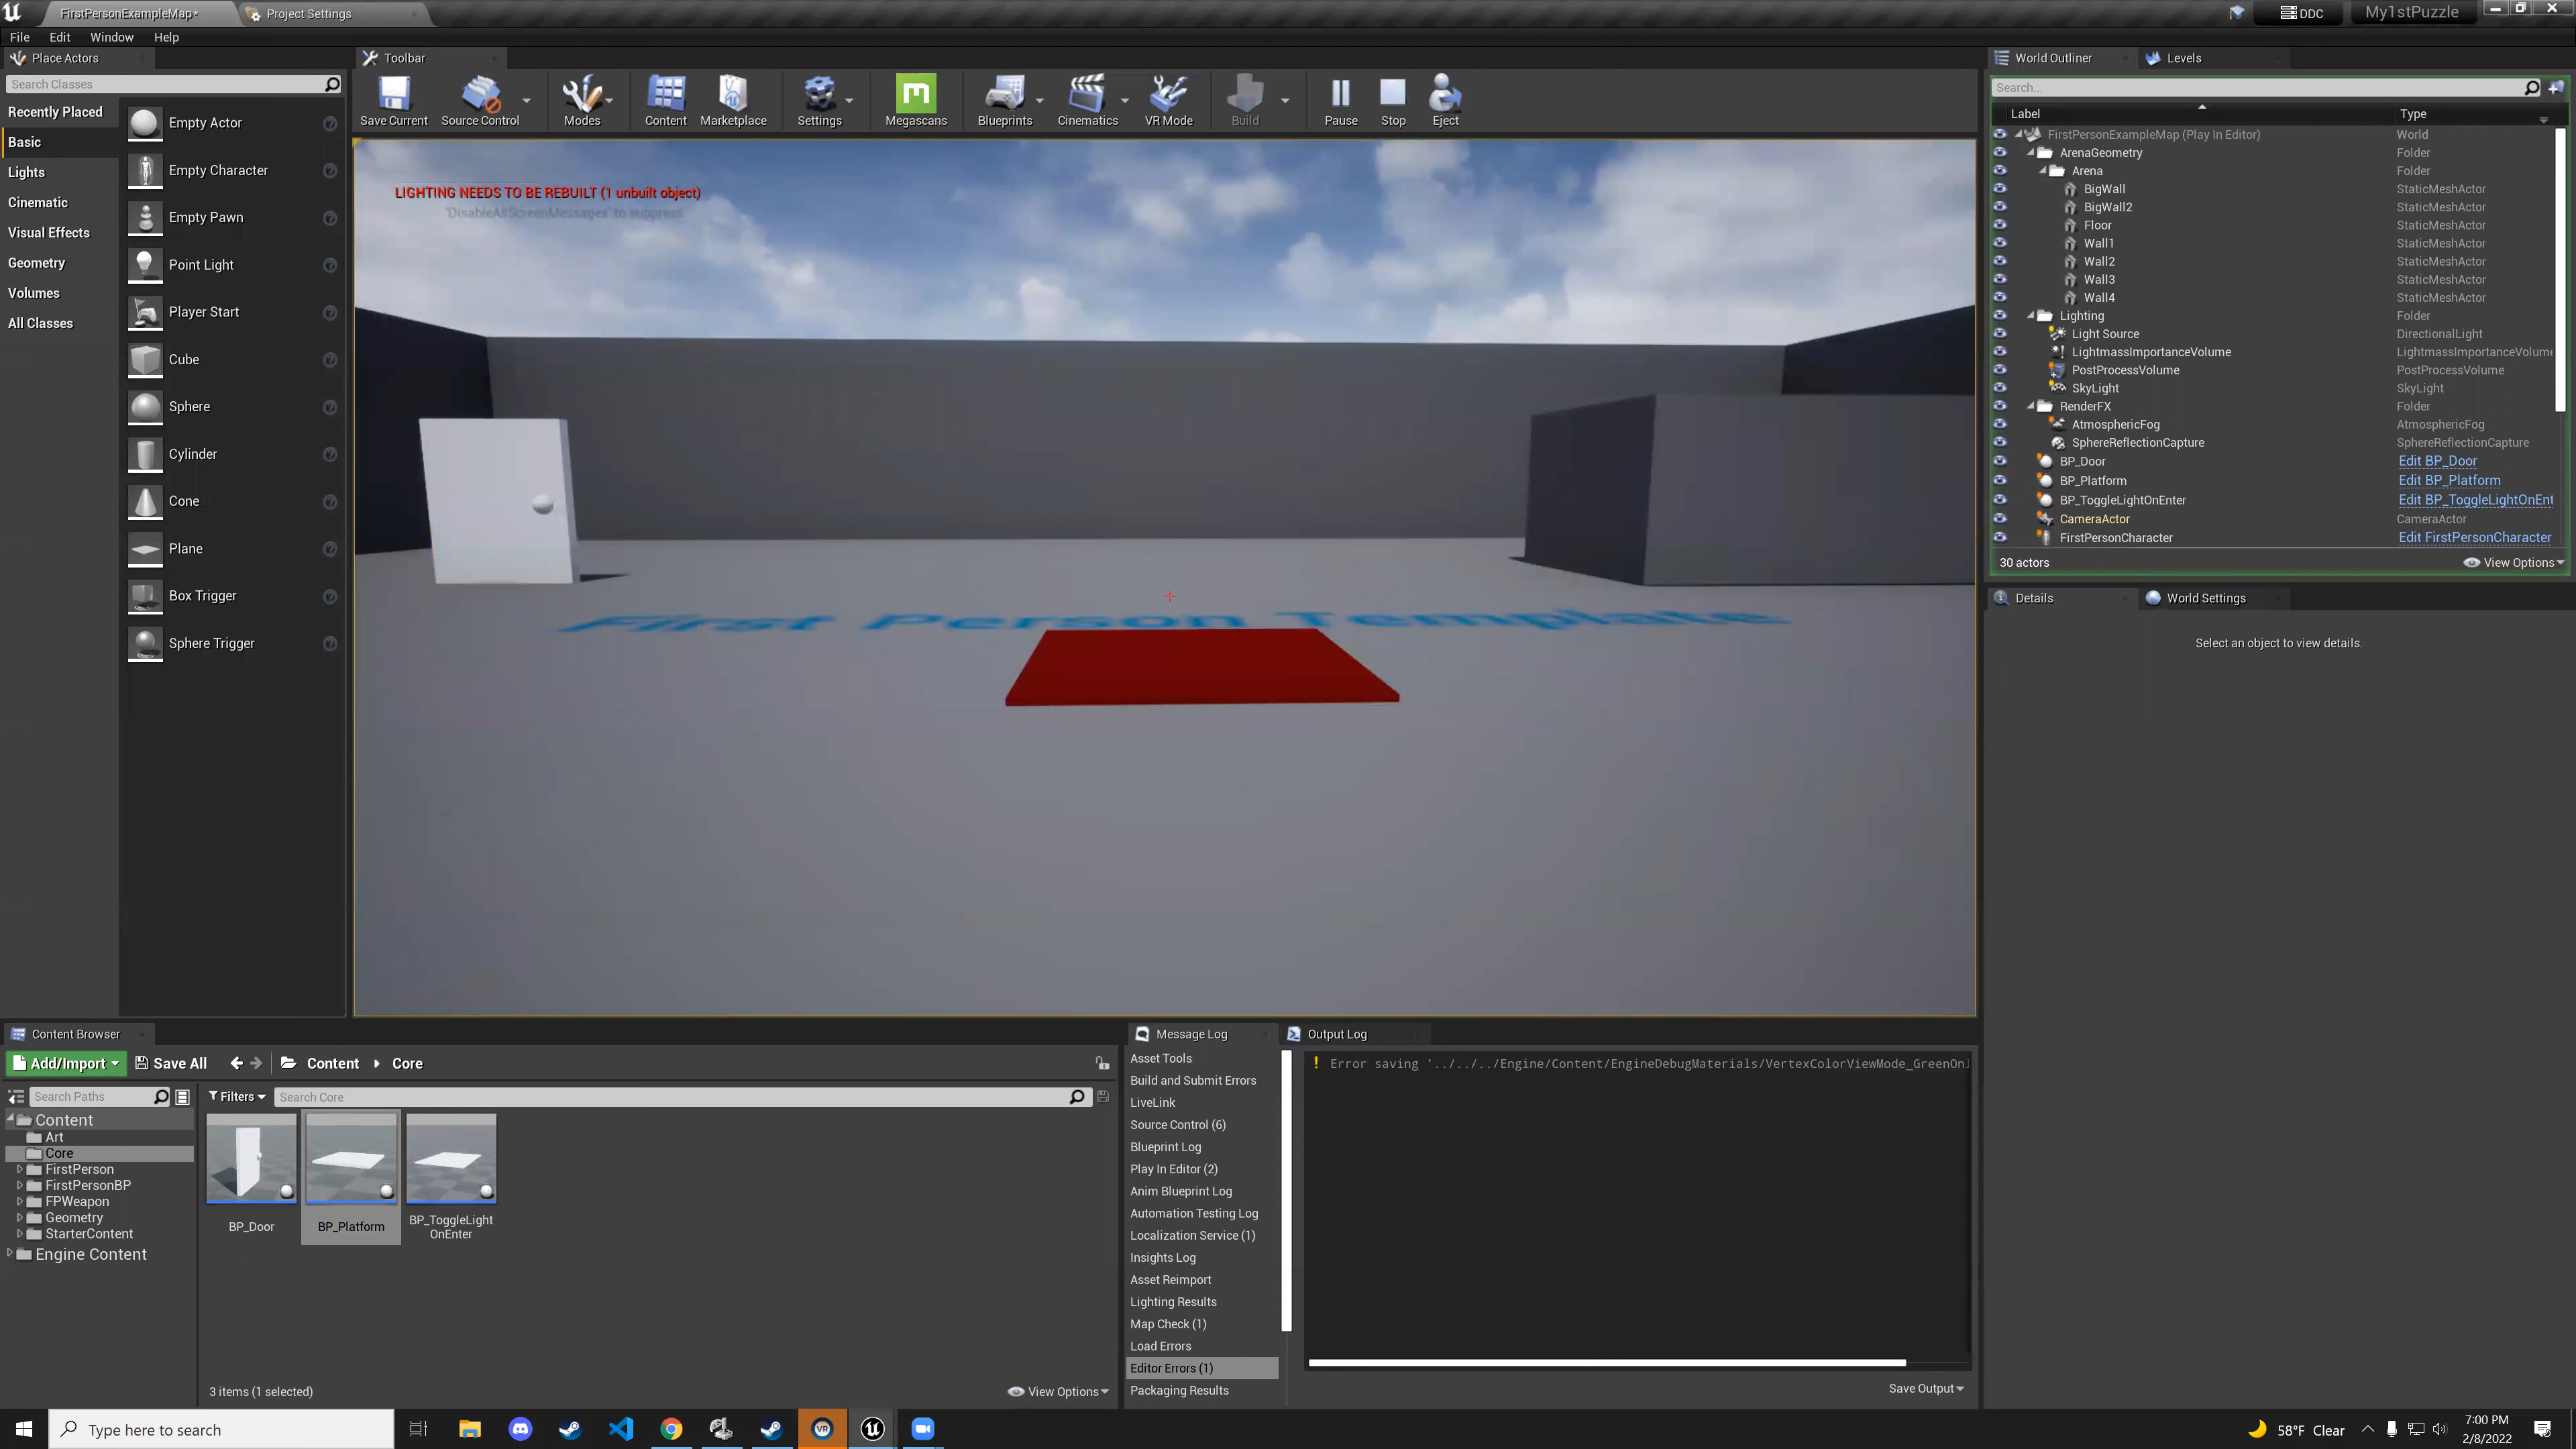 FirstPersonExampleMap*
Project Settings
DDC
My1stPuzzle
File Edit Window Help
Place Actors
Search Classes
Recently Placed
Basic
Lights
Cinematic
Visual Effects
Geometry
Volumes
All Classes
Empty Actor
Empty Character
Empty Pawn
Point Light
Player Start
Cube
Sphere
Cylinder
Cone
Plane
Box Trigger
Sphere Trigger
Toolbar
Save Current
Source Control
Modes
Content
Marketplace
Settings
Megascans
Blueprints
Cinematics
VR Mode
Build
Pause
Stop
Eject
LIGHTING NEEDS TO BE REBUILT (1 unbuilt object)
'DisableAllScreenMessages' to suppress
First Person Template
World Outliner
Levels
Search...
Label Type
FirstPersonExampleMap (Play In Editor) World
ArenaGeometry Folder
Arena Folder
BigWall StaticMeshActor
BigWall2 StaticMeshActor
Floor StaticMeshActor
Wall1 StaticMeshActor
Wall2 StaticMeshActor
Wall3 StaticMeshActor
Wall4 StaticMeshActor
Lighting Folder
Light Source DirectionalLight
LightmassImportanceVolume LightmassImportanceVolume
PostProcessVolume PostProcessVolume
SkyLight SkyLight
RenderFX Folder
AtmosphericFog AtmosphericFog
SphereReflectionCapture SphereReflectionCapture
BP_Door Edit BP_Door
BP_Platform Edit BP_Platform
BP_ToggleLightOnEnter Edit BP_ToggleLightOnEnt
CameraActor CameraActor
FirstPersonCharacter Edit FirstPersonCharacter
30 actors
View Options
Details
World Settings
Select an object to view details.
Content Browser
Add/Import
Save All
Content
Core
Search Paths
Filters
Search Core
Content
Art
Core
FirstPerson
FirstPersonBP
FPWeapon
Geometry
StarterContent
Engine Content
BP_Door
BP_Platform
BP_ToggleLight
OnEnter
3 items (1 selected)
View Options
Message Log
Output Log
Asset Tools
Build and Submit Errors
LiveLink
Source Control (6)
Blueprint Log
Play In Editor (2)
Anim Blueprint Log
Automation Testing Log
Localization Service (1)
Insights Log
Asset Reimport
Lighting Results
Map Check (1)
Load Errors
Editor Errors (1)
Packaging Results
Error saving '../../../Engine/Content/EngineDebugMaterials/VertexColorViewMode_GreenOnl
Save Output
Type here to search
VR
58°F Clear
7:00 PM
2/8/2022